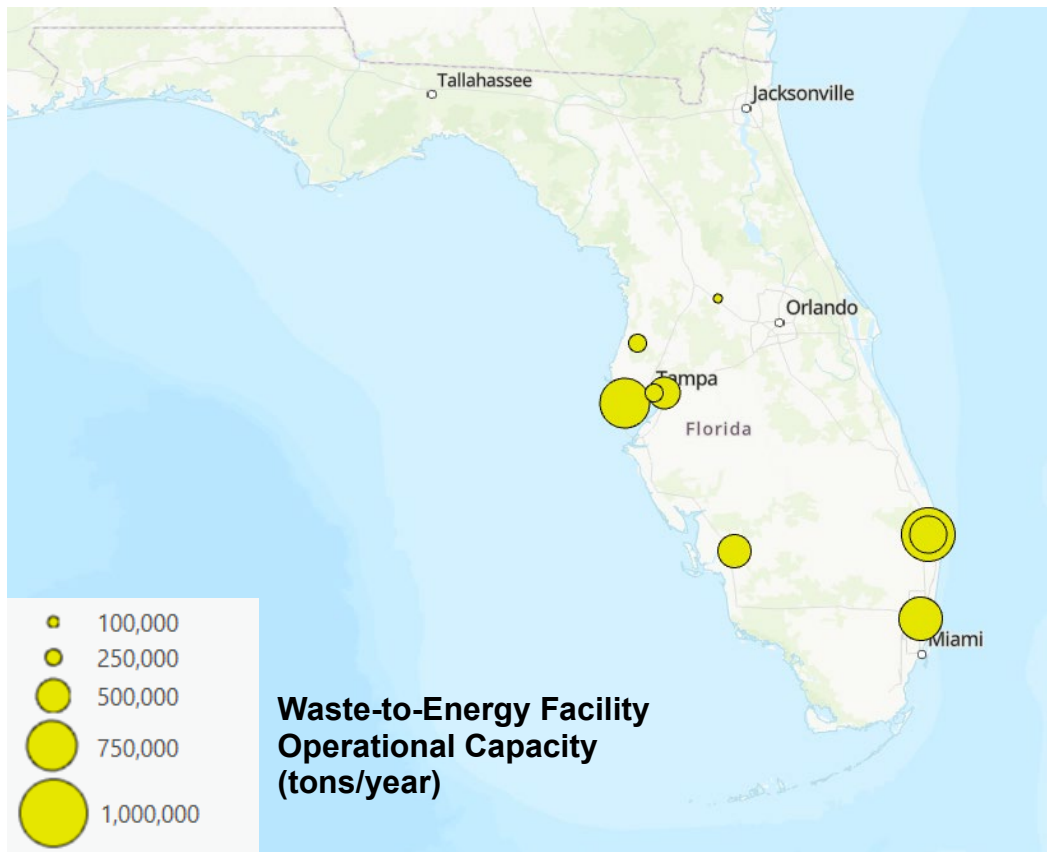 Tallahassee
Jacksonville
Orlando
Tampa
Florida
Miami
100,000
250,000
500,000
750,000
1,000,000
Waste-to-Energy Facility
Operational Capacity
(tons/year)